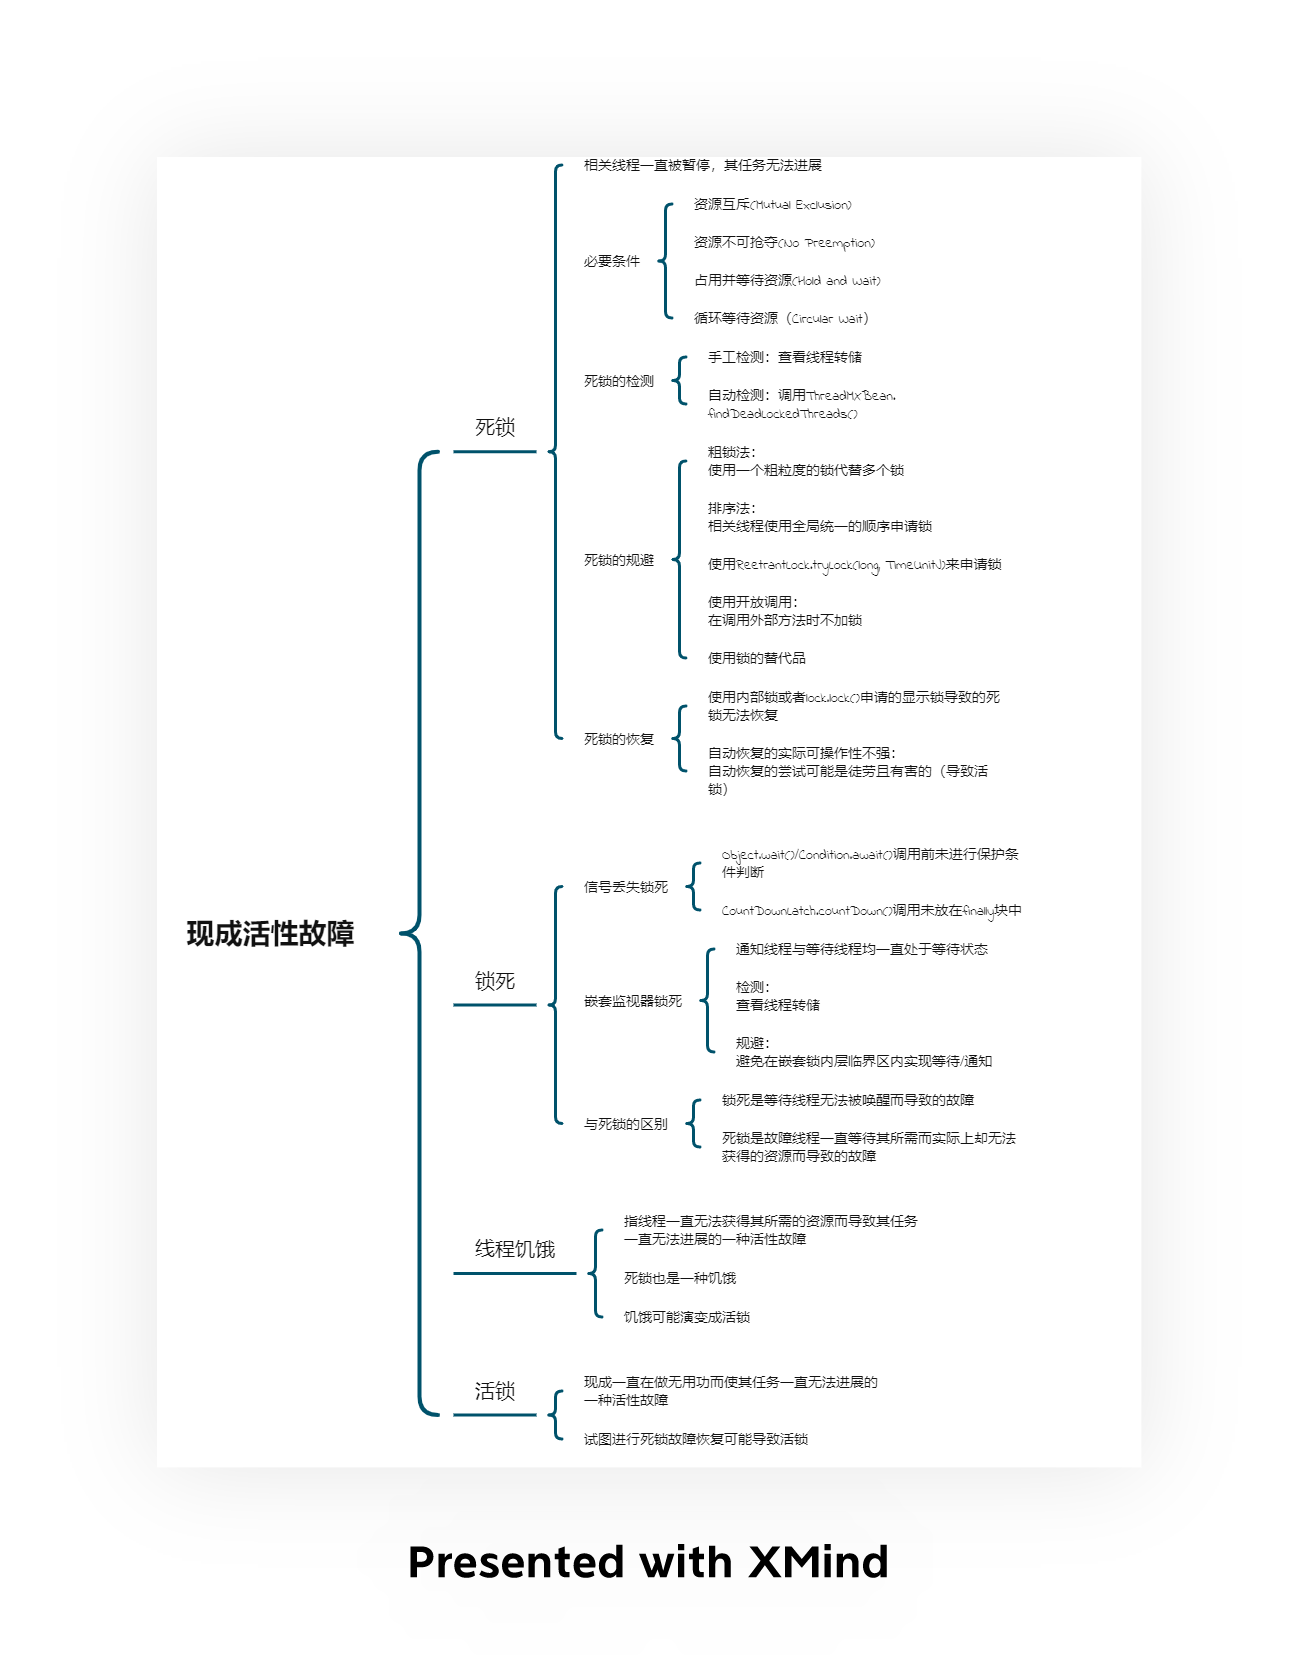 相关线程一直被暂停，其任务无法进展
资源互斥(Mutual Exclusion)
资源不可抢夺(No Preemption)
必要条件
占用并等待资源(Hold and wait)
循环等待资源（Circular wait）
手工检测：查看线程转储
死锁的检测
自动检测：调用ThreadMXBean.
findDeadLockedThreads()
死锁
粗锁法：
使用一个粗粒度的锁代替多个锁
排序法：
相关线程使用全局统一的顺序申请锁
死锁的规避
使用ReetrantLock.tryLock(long, TimeUnit)来申请锁
使用开放调用：
在调用外部方法时不加锁
使用锁的替代品
使用内部锁或者lock.lock()申请的显示锁导致的死
锁无法恢复
死锁的恢复
自动恢复的实际可操作性不强：
自动恢复的尝试可能是徒劳且有害的（导致活
锁）
Object.wait()/Condition.await()调用前未进行保护条
件判断
信号丢失锁死
CountDownLatch.countDown()调用未放在finally块中
现成活性故障
通知线程与等待线程均一直处于等待状态
锁死
检测：
查看线程转储
嵌套监视器锁死
规避：
避免在嵌套锁内层临界区内实现等待/通知
锁死是等待线程无法被唤醒而导致的故障
与死锁的区别
死锁是故障线程一直等待其所需而实际上却无法
获得的资源而导致的故障
指线程一直无法获得其所需的资源而导致其任务
一直无法进展的一种活性故障
线程饥饿
死锁也是一种饥饿
饥饿可能演变成活锁
现成一直在做无用功而使其任务一直无法进展的
一种活性故障
活锁
试图进行死锁故障恢复可能导致活锁
Presented with XMind